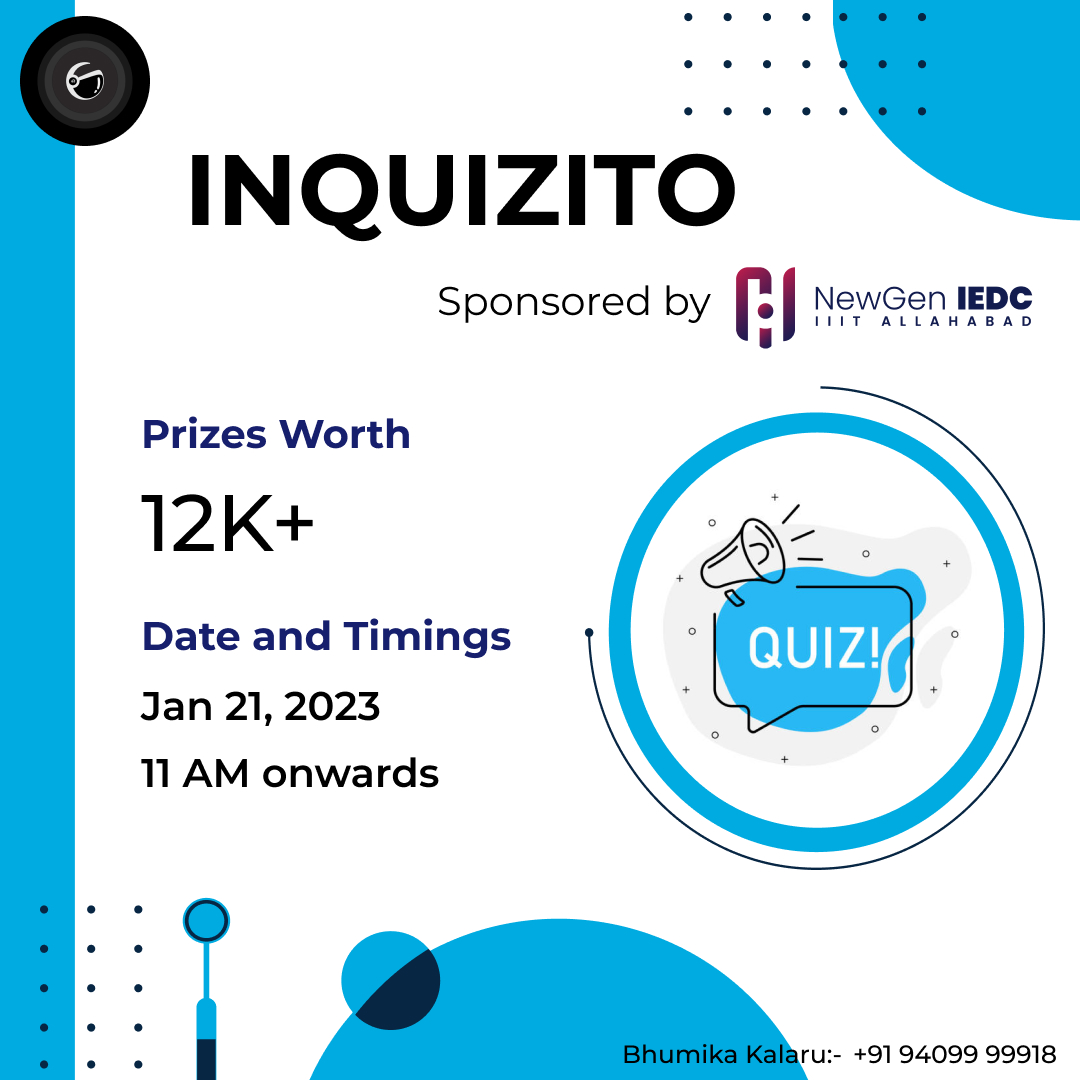 INQUIZITO
Sponsored by
NewGen IEDC
IIIT ALLAHABAD
Prizes Worth
12K+
Date and Timings
Jan 21, 2023
11 AM onwards
QUIZ!
Bhumika Kalaru:- +91 94099 99918